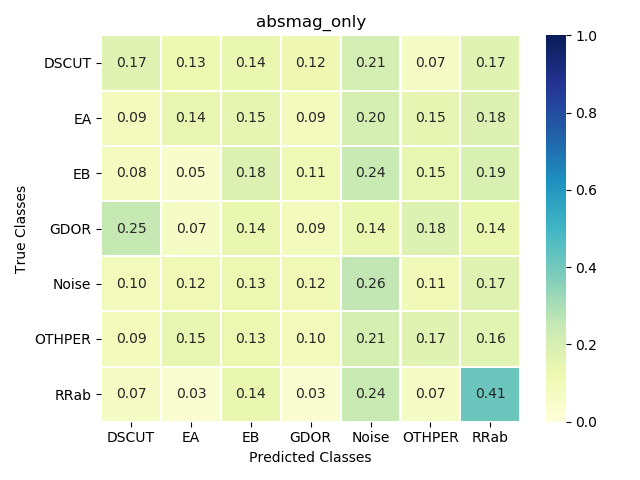 absmag_only
True Classes
DSCUT 0.17 0.13 0.14 0.12 0.21 0.07 0.17
EA 0.09 0.14 0.15 0.09 0.20 0.15 0.18
EB 0.08 0.05 0.18 0.11 0.24 0.15 0.19
GDOR 0.25 0.07 0.14 0.09 0.14 0.18 0.14
Noise 0.10 0.12 0.13 0.12 0.26 0.11 0.17
OTHPER 0.09 0.15 0.13 0.10 0.21 0.17 0.16
RRab 0.07 0.03 0.14 0.03 0.24 0.07 0.41
DSCUT EA EB GDOR Noise OTHPER RRab
Predicted Classes
1.0
0.8
0.6
0.4
0.2
0.0